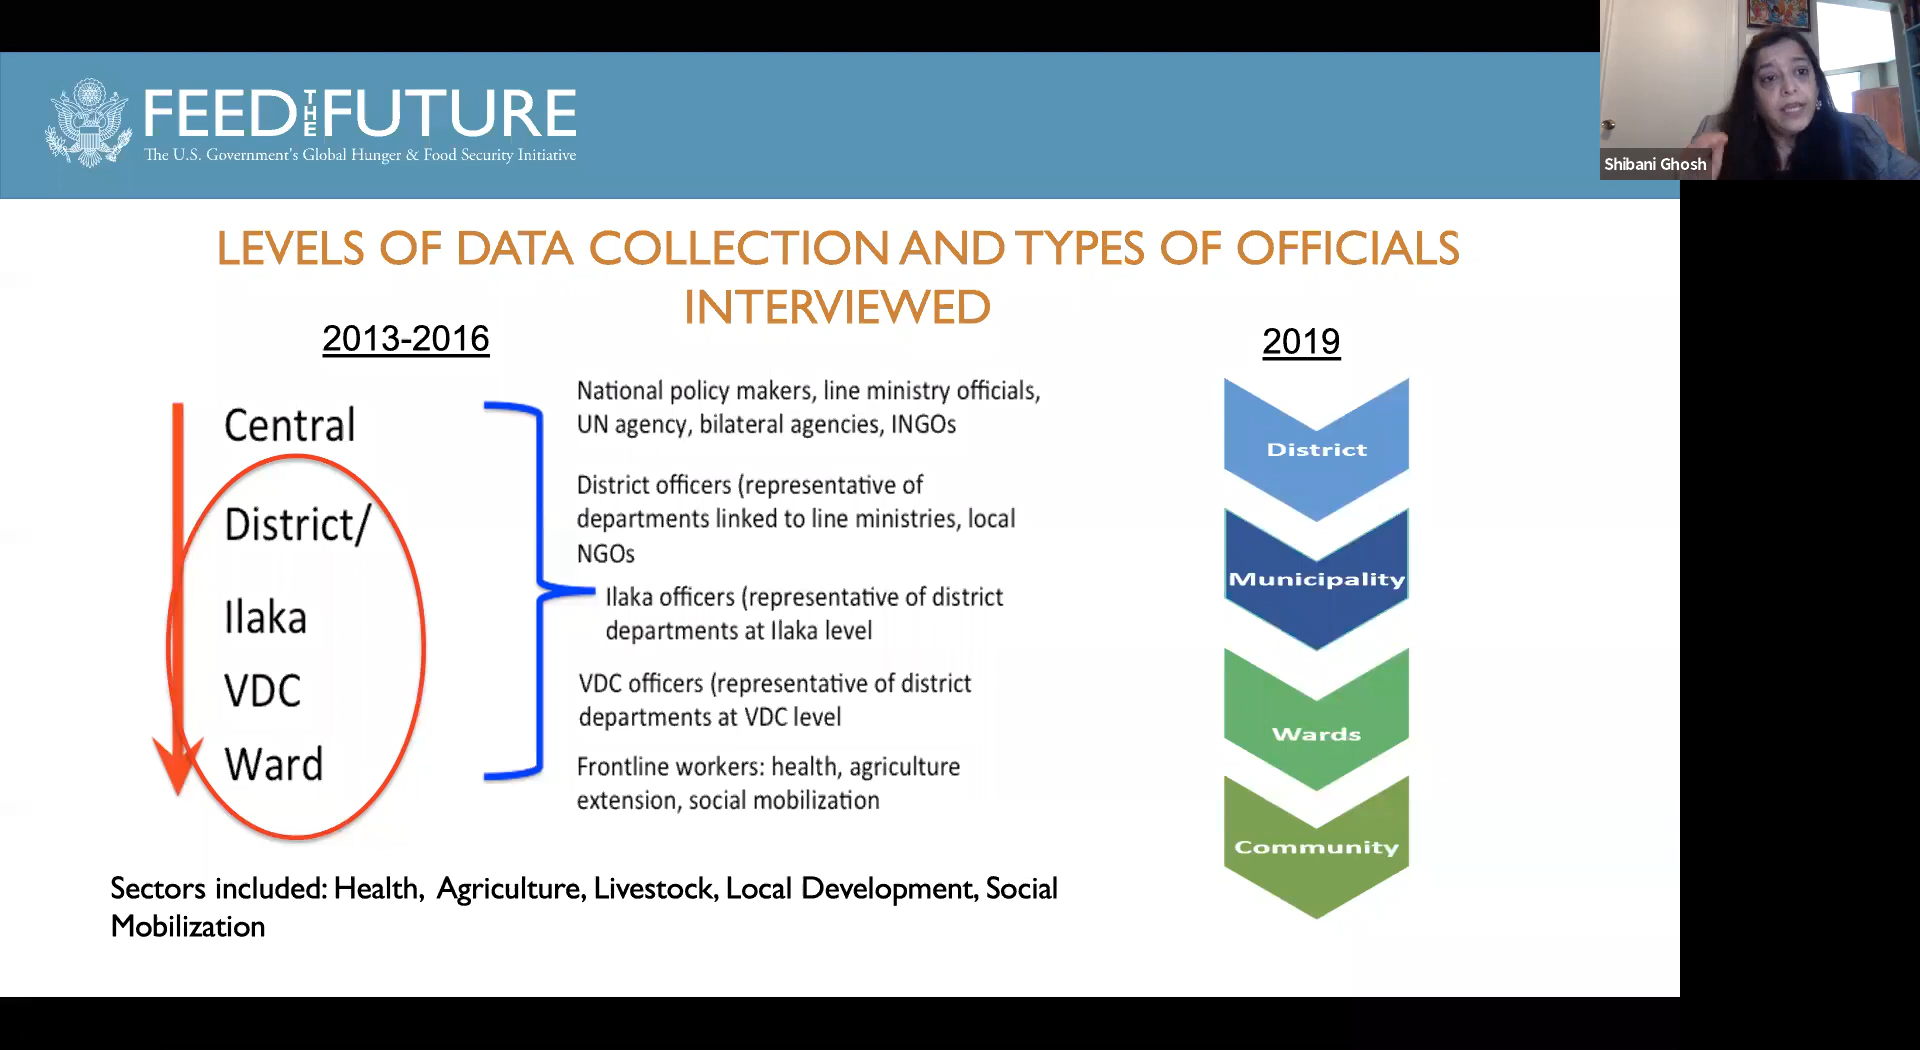 FEED THE FUTURE
The U.S. Government's Global Hunger & Food Security Initiative
Shibani Ghosh
LEVELS OF DATA COLLECTION AND TYPES OF OFFICIALS
INTERVIEWED
2013-2016
Central
District/
Ilaka
VDC
Ward
National policy makers, line ministry officials,
UN agency, bilateral agencies, INGOs
District officers (representative of
departments linked to line ministries, local
NGOs
Ilaka officers (representative of district
departments at Ilaka level
VDC officers (representative of district
departments at VDC level
Frontline workers: health, agriculture
extension, social mobilization
2019
District
Municipality
Wards
Community
Sectors included: Health, Agriculture, Livestock, Local Development, Social
Mobilization